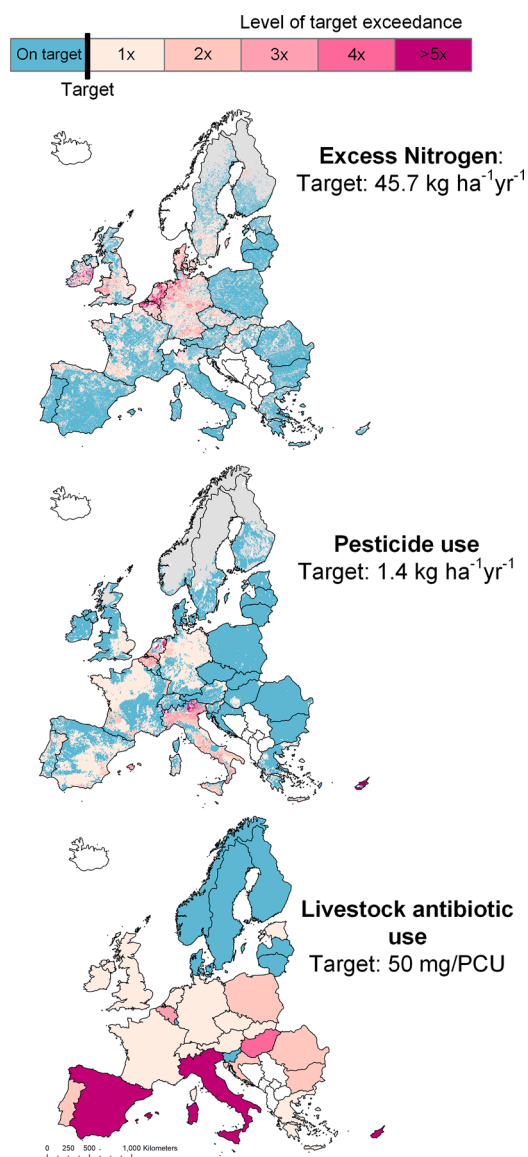 Level of target exceedance
On target 1x 2x 3x 4x >5x
Target
Excess Nitrogen:
Target: 45.7 kg ha⁻¹yr⁻¹
Pesticide use
Target: 1.4 kg ha⁻¹yr⁻¹
Livestock antibiotic
use
Target: 50 mg/PCU
0 250 500 1,000 Kilometers